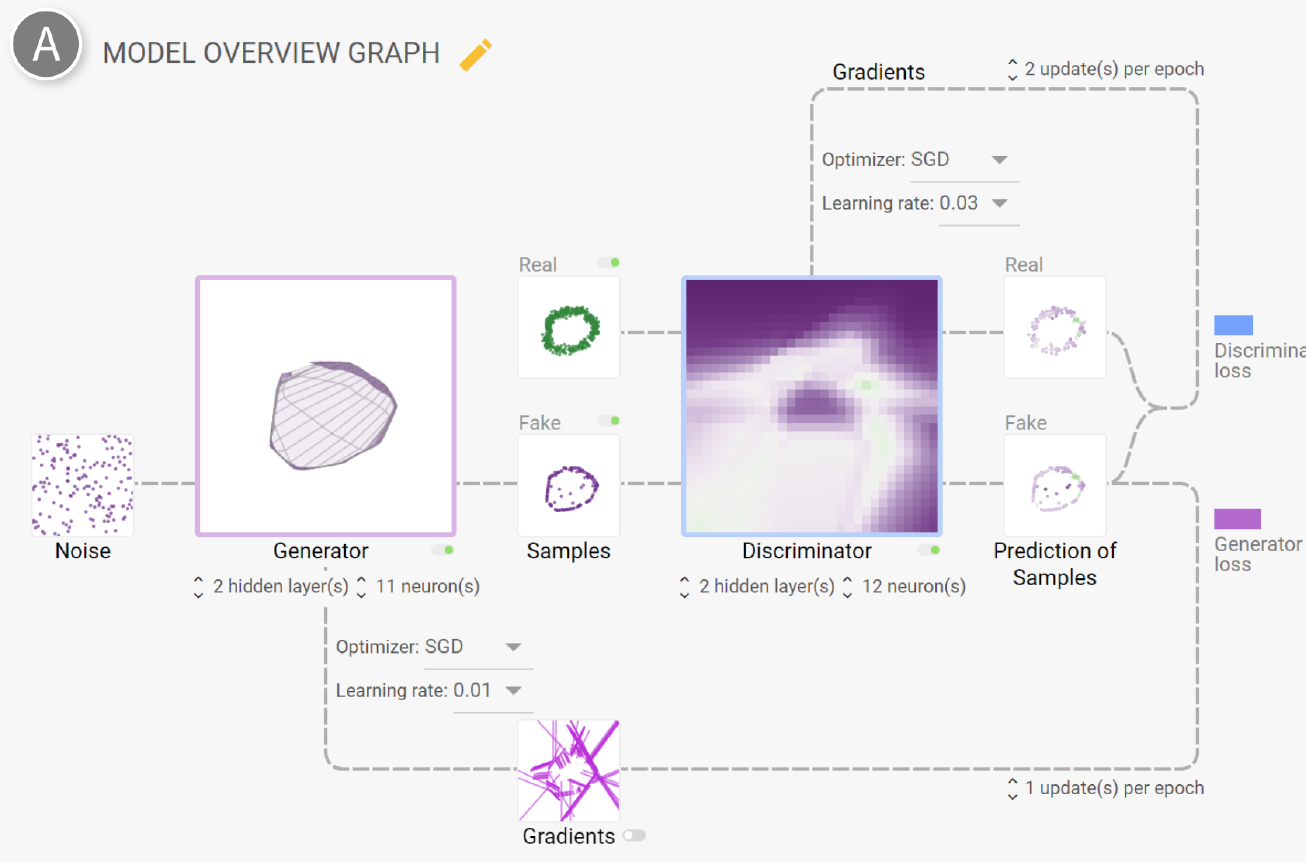 A
MODEL OVERVIEW GRAPH
Gradients
2 update(s) per epoch
Optimizer: SGD
Learning rate: 0.03
Real
Real
Discrimina
loss
Fake
Fake
Noise
Generator
Samples
Discriminator
Prediction of
Samples
Generator
loss
2 hidden layer(s) 11 neuron(s)
2 hidden layer(s) 12 neuron(s)
Optimizer: SGD
Learning rate: 0.01
1 update(s) per epoch
Gradients